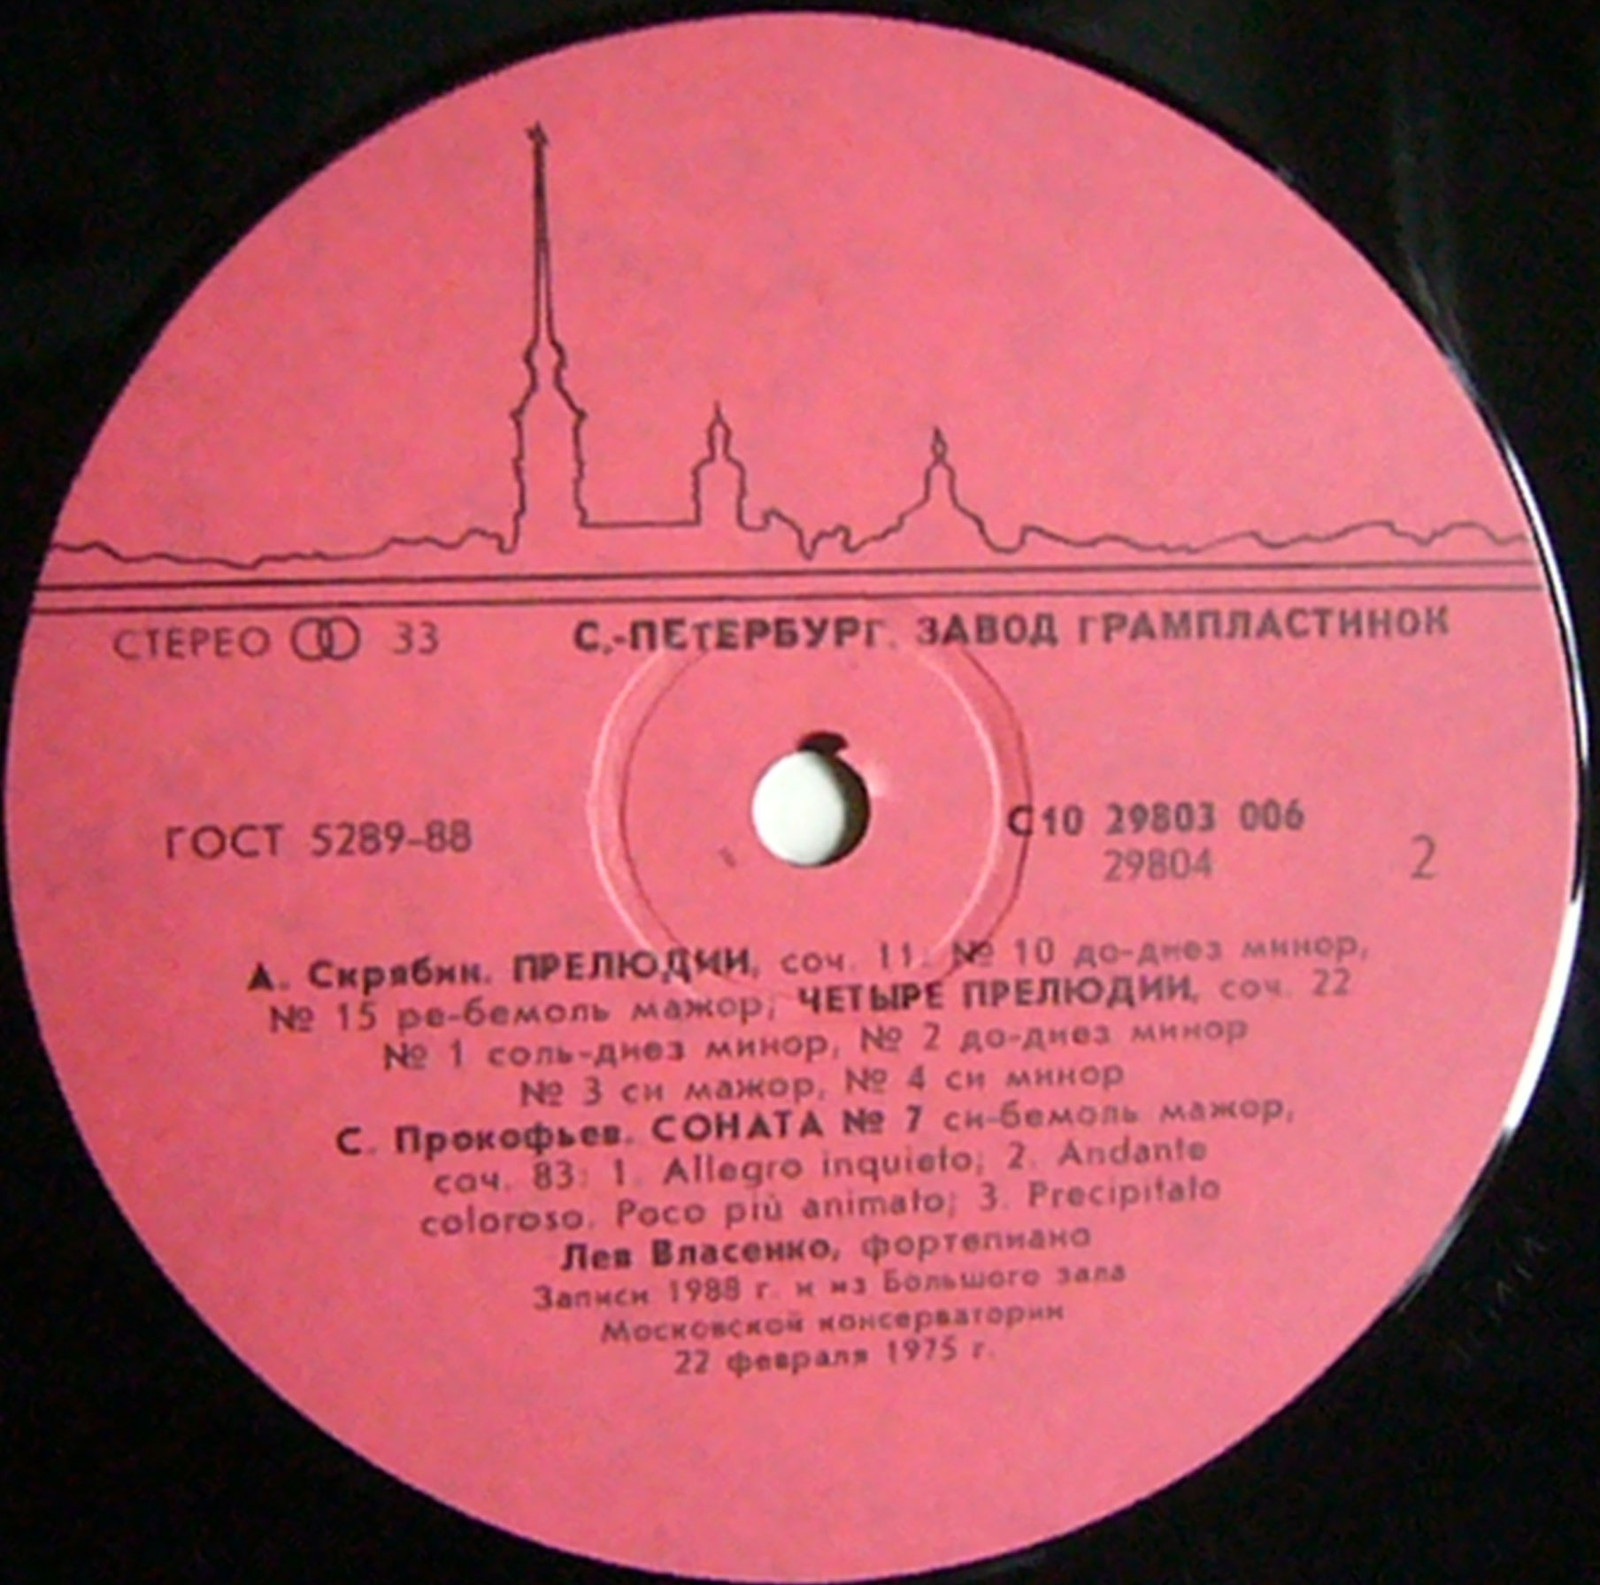 СТЕРЕО 33
С.-ПЕТЕРБУРГ. ЗАВОД ГРАМПЛАСТИНОК
ГОСТ 5289-88
С10 29803 006
29804
2
А. Скрябин. ПРЕЛЮДИИ, соч. 11: № 10 до-диез минор,
№ 15 ре-бемоль мажор; ЧЕТЫРЕ ПРЕЛЮДИИ, соч. 22
№ 1 соль-диез минор, № 2 до-диез минор
№ 3 си мажор, № 4 си минор
С. Прокофьев. СОНАТА № 7 си-бемоль мажор,
соч. 83: 1. Allegro inquieto; 2. Andante
coloroso. Poco più animato; 3. Precipitato
Лев Власенко, фортепиано
Записи 1988 г. и из Большого зала
Московской консерватории
22 февраля 1975 г.